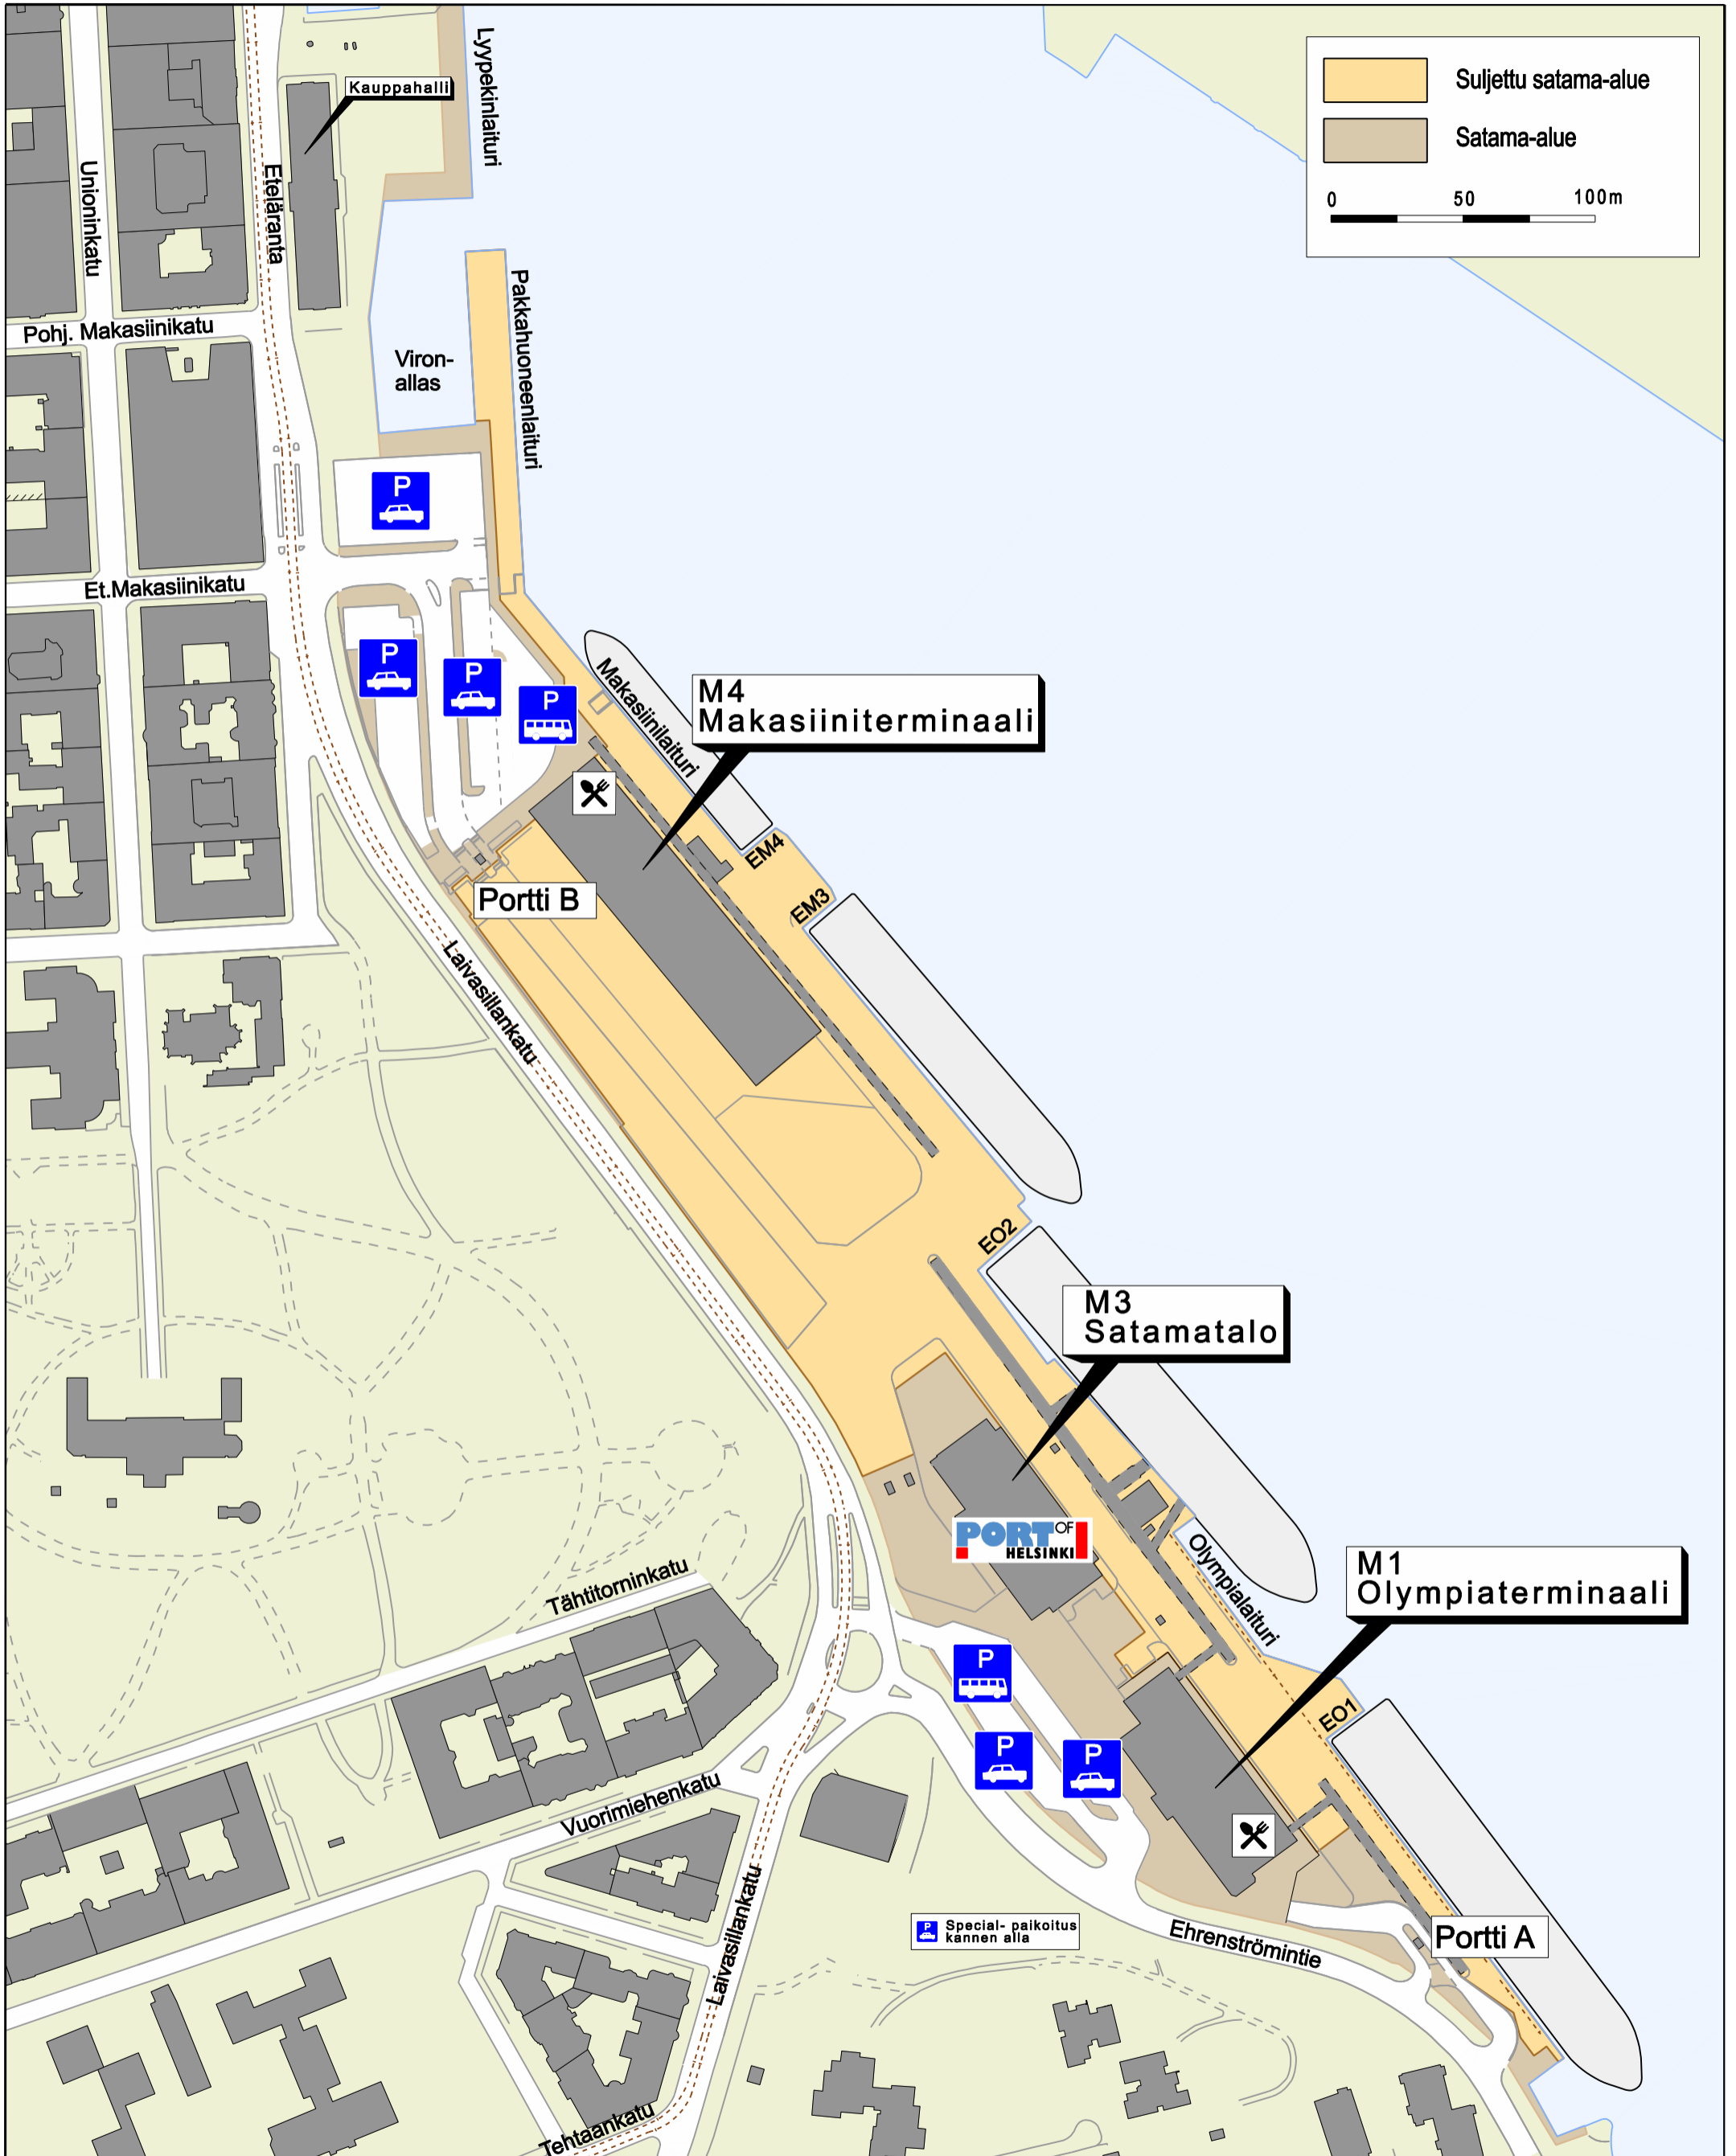 Lyypekinlaituri
Kauppahalli
Suljettu satama-alue
Satama-alue
0 50 100m
Unioninkatu
Eteläranta
Pakkahuoneenlaituri
Pohj. Makasiinikatu
Viron-
allas
P
Et.Makasiinikatu
P
P
P
Makasiinilaituri
M4
Makasiiniterminaali
EM4
EM3
Portti B
Laivasillankatu
EO2
M3
Satamatalo
PORT OF
HELSINKI
Olympialaituri
M1
Olympiaterminaali
Tähtitorninkatu
P
EO1
P
P
Vuorimiehenkatu
Laivasillankatu
P
Special- paikoitus
kannen alla
Ehrenströmintie
Portti A
Tehtaankatu